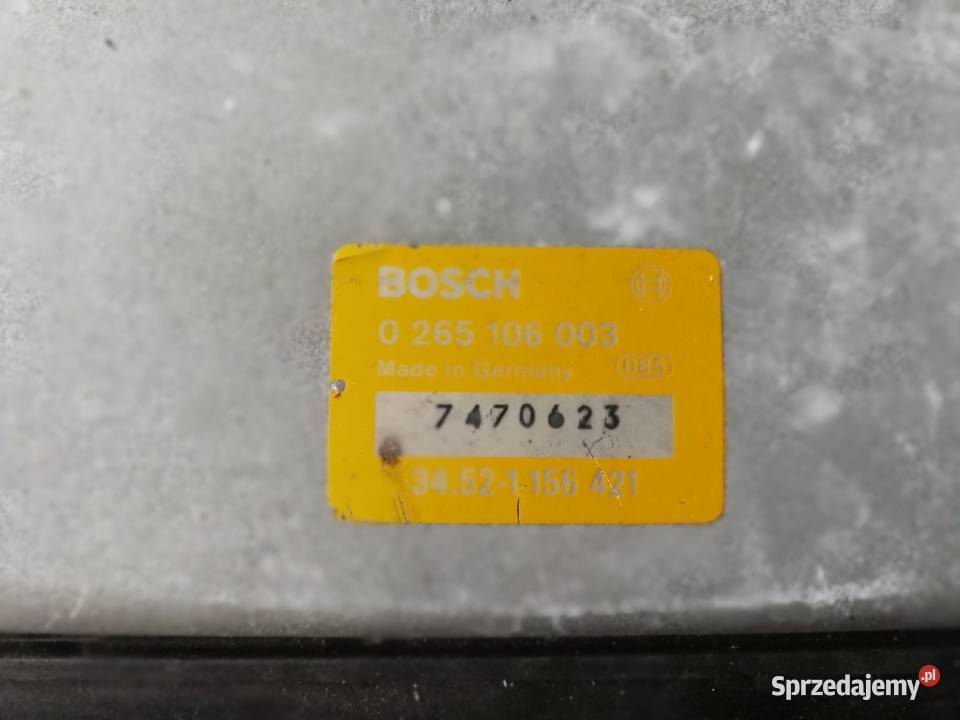 BOSCH
0 265 106 003
Made in Germany 085
7470623
34.52-1 156 421
Sprzedajemy.pl